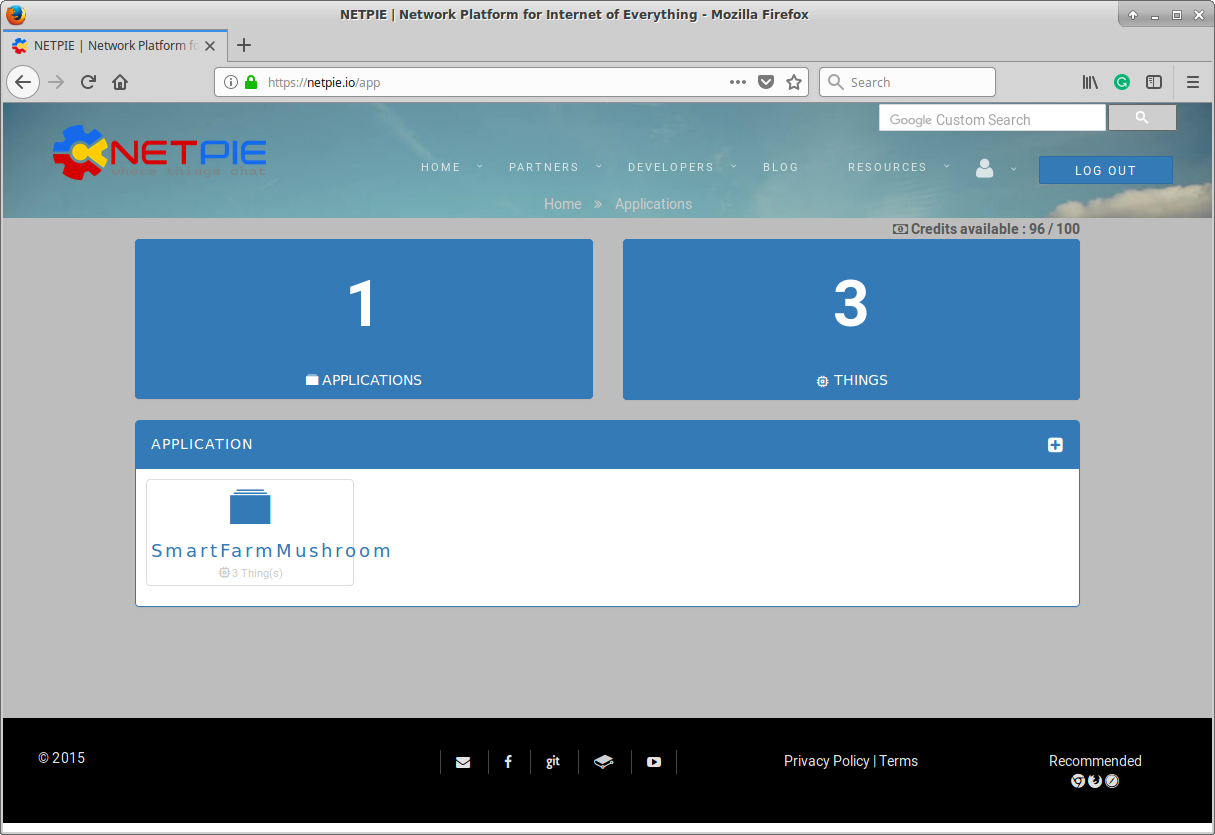 NETPIE | Network Platform for Internet of Everything - Mozilla Firefox
NETPIE | Network Platform fo
https://netpie.io/app
Search
Google Custom Search
NETPIE
where things chat
HOME PARTNERS DEVELOPERS BLOG RESOURCES LOG OUT
Home » Applications
Credits available : 96 / 100
1
APPLICATIONS
3
THINGS
APPLICATION
SmartFarmMushroom
3 Thing(s)
© 2015
git
Privacy Policy | Terms
Recommended